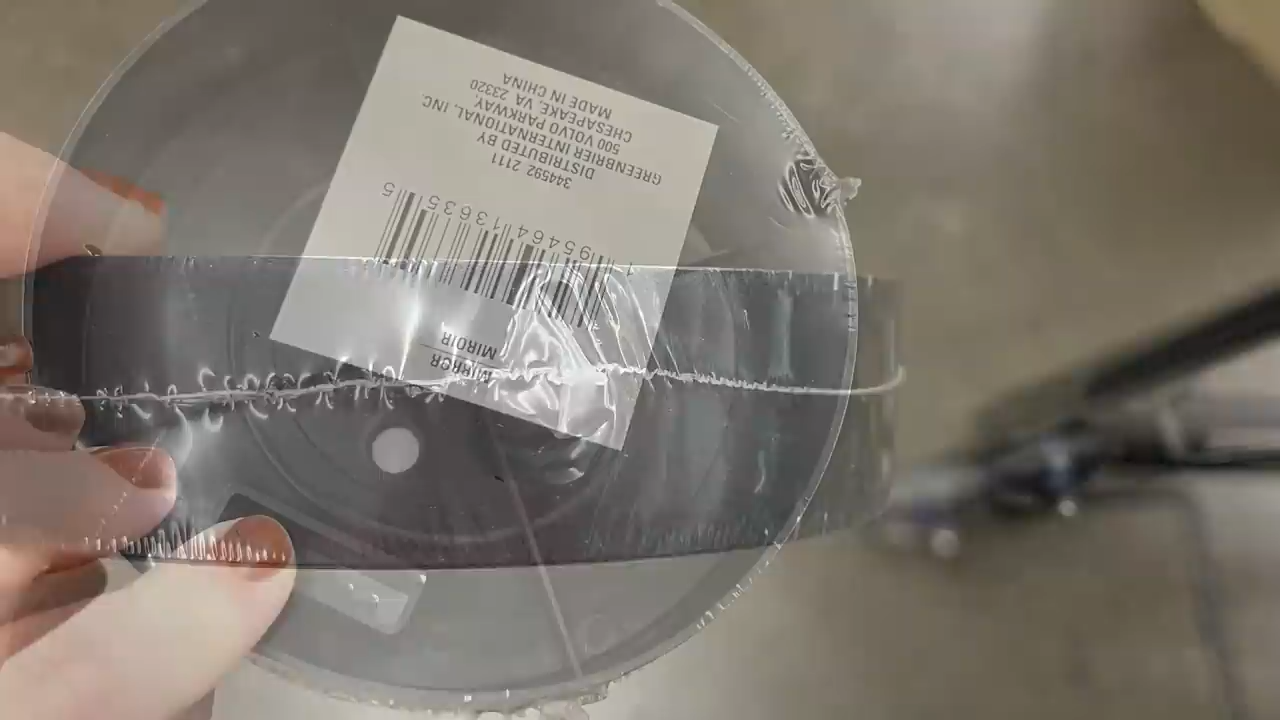 MIRROR
MIROIR
1 95464 13635 5
344592 2111
DISTRIBUTED BY
GREENBRIER INTERNATIONAL, INC.
500 VOLVO PARKWAY,
CHESAPEAKE, VA 23320
MADE IN CHINA